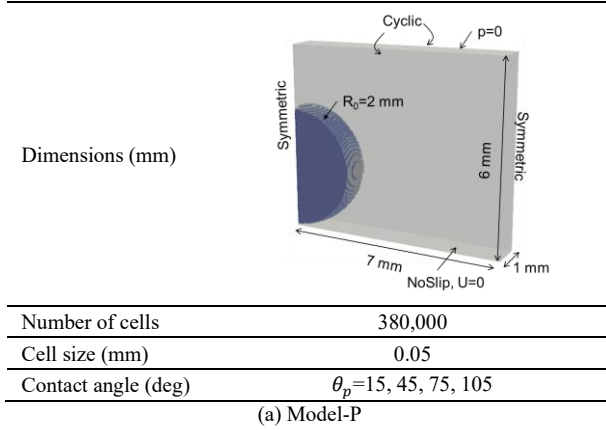 Cyclic
p=0
Symmetric
R₀=2 mm
Symmetric
6 mm
Dimensions (mm)
7 mm
1 mm
NoSlip, U=0
Number of cells 380,000
Cell size (mm) 0.05
Contact angle (deg) θₚ=15, 45, 75, 105
(a) Model-P